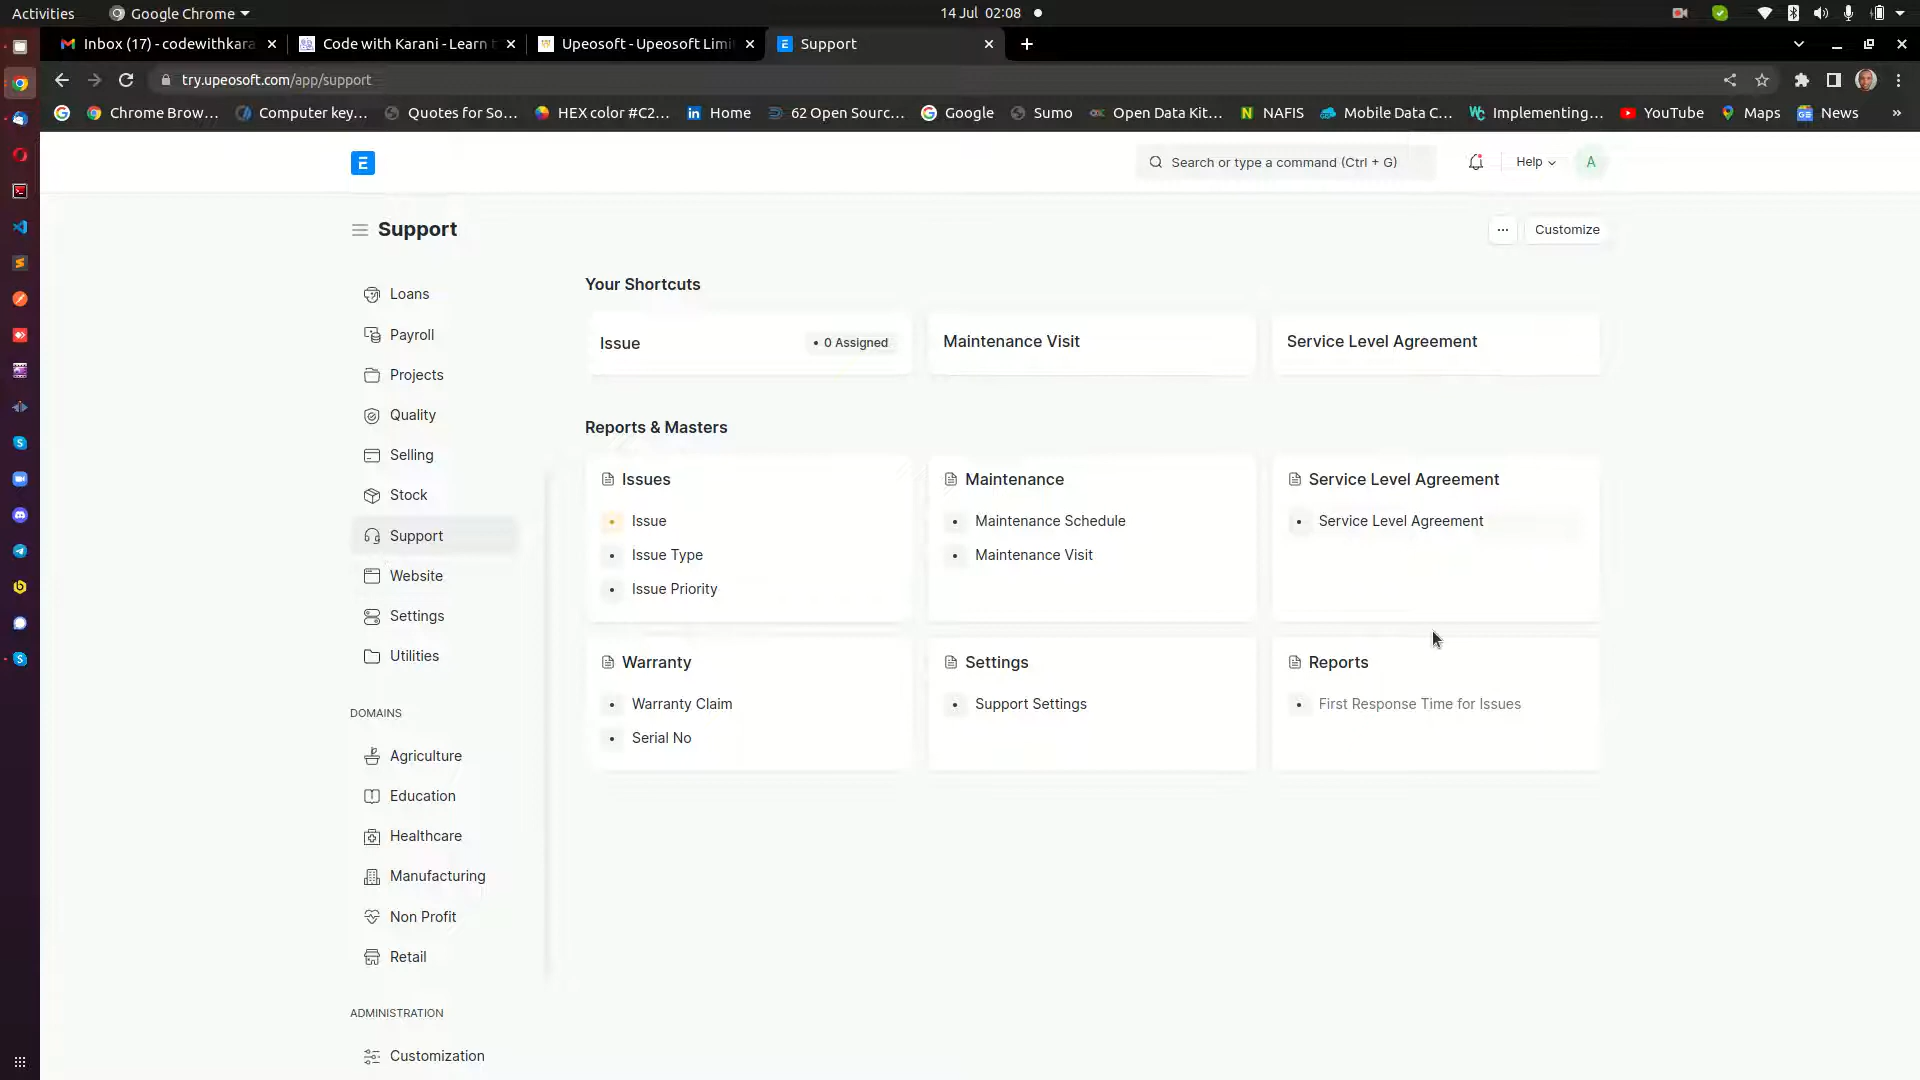 Activities
Google Chrome
14 Jul 02:08
Inbox (17) - codewithkara
Code with Karani - Learn t
Upeosoft - Upeosoft Limi
E Support
try.upeosoft.com/app/support
Chrome Brow...
Computer key...
Quotes for So...
HEX color #C2...
in Home
62 Open Sourc...
Google
Sumo
Open Data Kit...
N NAFIS
Mobile Data C...
Implementing...
YouTube
Maps
News
»
E
Search or type a command (Ctrl + G)
Help
A
Support
...
Customize
Loans
Payroll
Projects
Quality
Selling
Stock
Support
Website
Settings
Utilities
DOMAINS
Agriculture
Education
Healthcare
Manufacturing
Non Profit
Retail
ADMINISTRATION
Customization
Your Shortcuts
Issue
• 0 Assigned
Maintenance Visit
Service Level Agreement
Reports & Masters
Issues
Issue
Issue Type
Issue Priority
Maintenance
Maintenance Schedule
Maintenance Visit
Service Level Agreement
Service Level Agreement
Warranty
Warranty Claim
Serial No
Settings
Support Settings
Reports
First Response Time for Issues